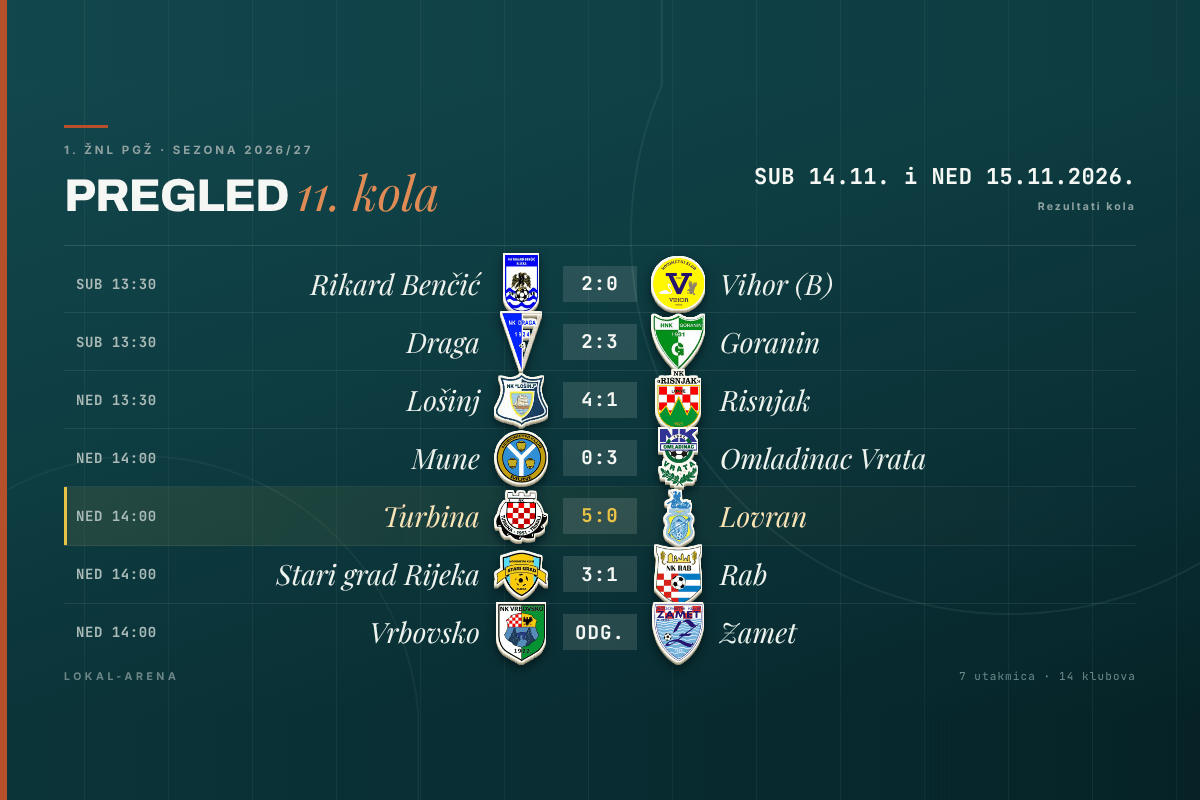 1. ŽNL PGŽ · SEZONA 2026/27
PREGLED 11. kola
SUB 14.11. i NED 15.11.2026.
Rezultati kola
SUB 13:30 Rikard Benčić 2:0 Vihor (B)
SUB 13:30 Draga 2:3 Goranin
NED 13:30 Lošinj 4:1 Risnjak
NED 14:00 Mune 0:3 Omladinac Vrata
NED 14:00 Turbina 5:0 Lovran
NED 14:00 Stari grad Rijeka 3:1 Rab
NED 14:00 Vrbovsko ODG. Zamet
LOKAL-ARENA
7 utakmica · 14 klubova